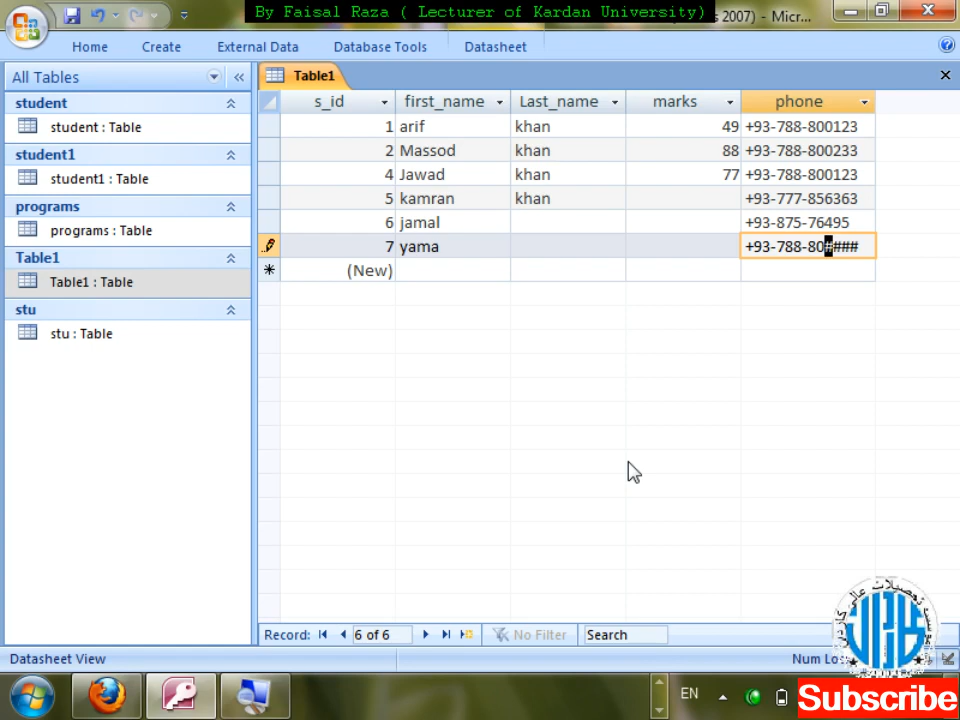 By Faisal Raza ( Lecturer of Kardan University)
s 2007) - Micr...
Home Create External Data Database Tools Datasheet
All Tables
student
student : Table
student1
student1 : Table
programs
programs : Table
Table1
Table1 : Table
stu
stu : Table
Table1
s_id first_name Last_name marks phone
1 arif khan 49 +93-788-800123
2 Massod khan 88 +93-788-800233
4 Jawad khan 77 +93-788-800123
5 kamran khan +93-777-856363
6 jamal +93-875-76495
7 yama +93-788-80####
(New)
Record: 6 of 6 No Filter Search
Datasheet View
Num Lo
EN
Subscribe